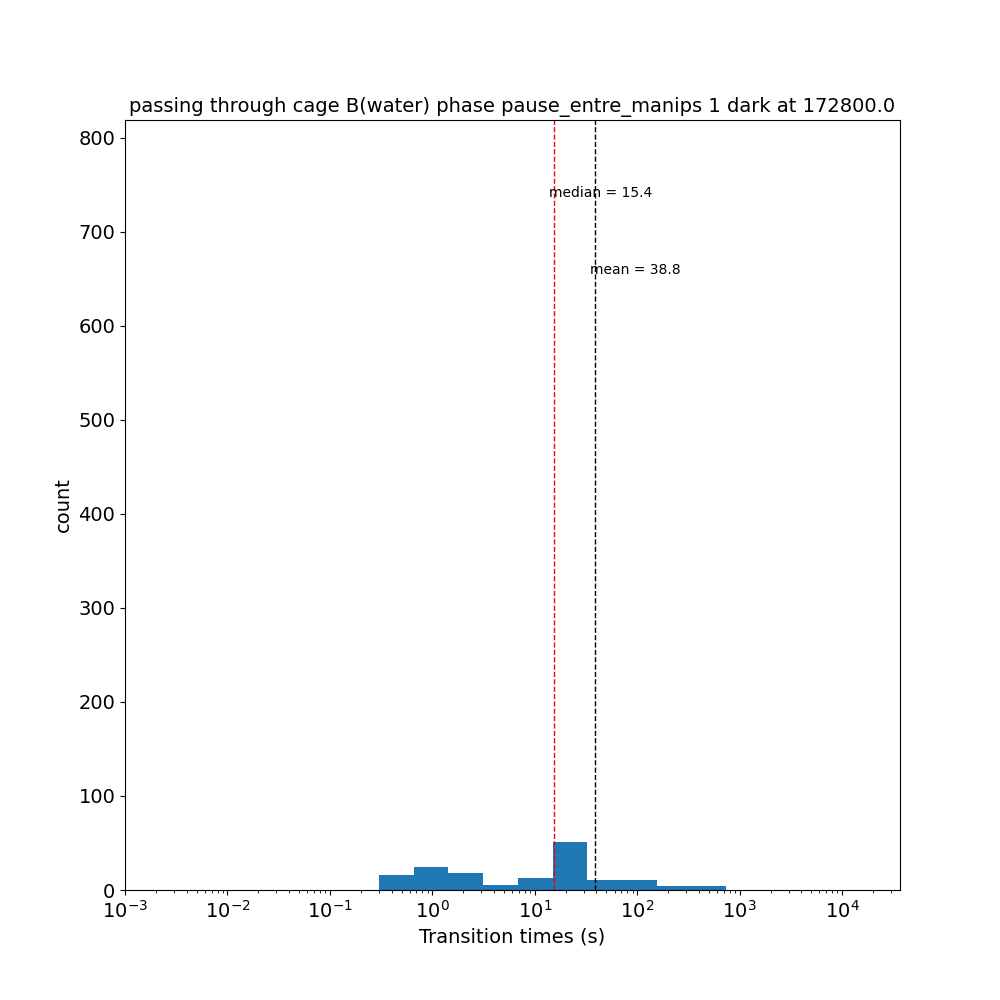 passing through cage B(water) phase pause_entre_manips 1 dark at 172800.0
800
700
600
500
400
300
200
100
0
median = 15.4
mean = 38.8
count
10⁻³ 10⁻² 10⁻¹ 10⁰ 10¹ 10² 10³ 10⁴
Transition times (s)